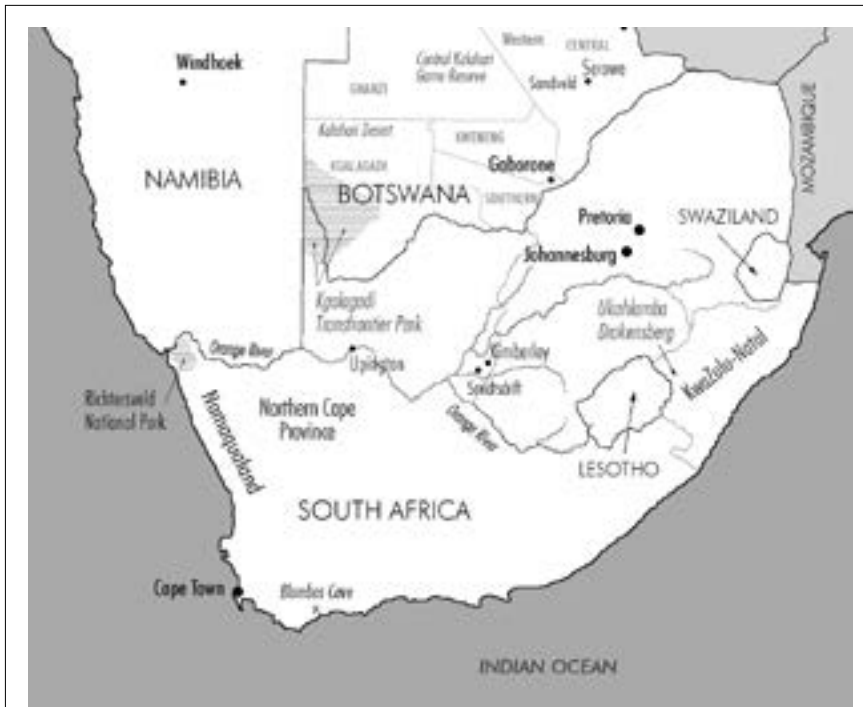 Western
CENTRAL
Windhoek
Central Kalahari
Game Reserve
Serowe
Sandveld
GHANZI
MOZAMBIQUE
Kalahari Desert
KWENENG
KGALAGADI
Gaborone
NAMIBIA
BOTSWANA
SOUTHERN
Pretoria
SWAZILAND
Johannesburg
Kgalagadi
Transfrontier Park
Ukahlamba
Drakensberg
Orange River
Kimberley
Upington
KwaZulu-Natal
Richtersveld
National Park
Namaqualand
Northern Cape
Province
Orange River
LESOTHO
SOUTH AFRICA
Cape Town
Blombos Cave
INDIAN OCEAN